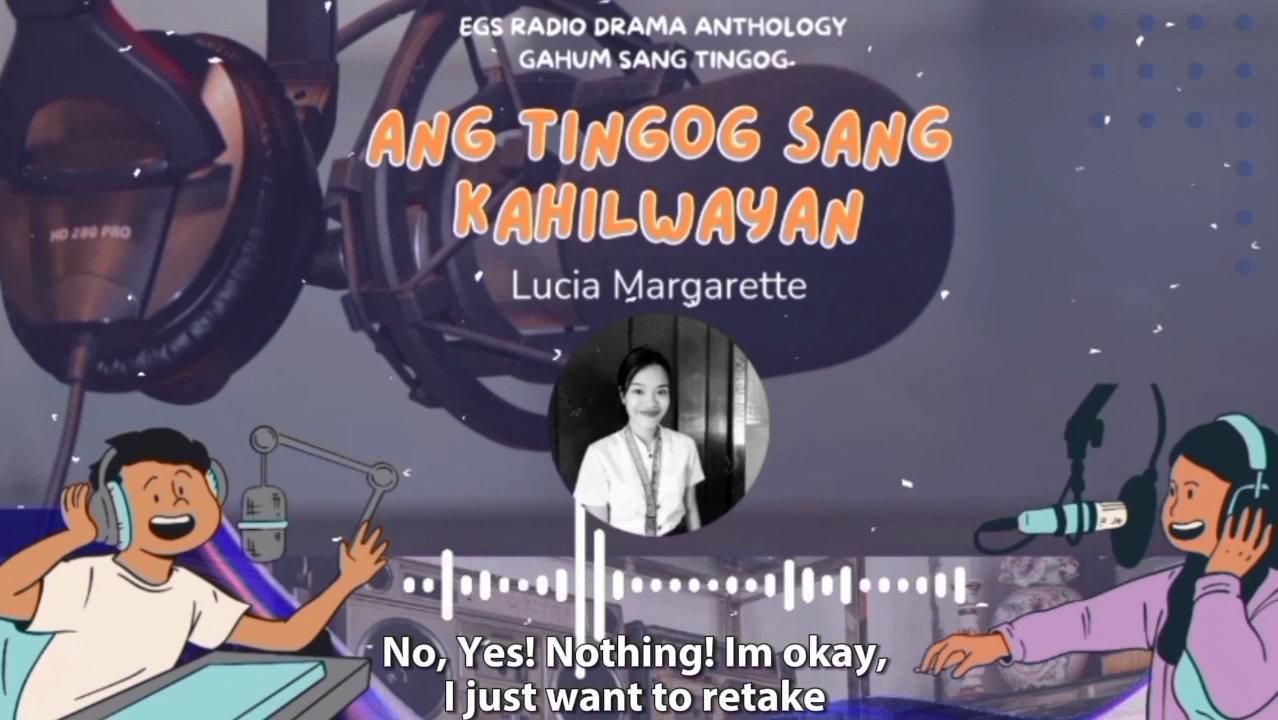 EGS RADIO DRAMA ANTHOLOGY
GAHUM SANG TINGOG
ANG TINGOG SANG
KAHILWAYAN
Lucia Margarette
HD 280 PRO
No, Yes! Nothing! Im okay,
I just want to retake